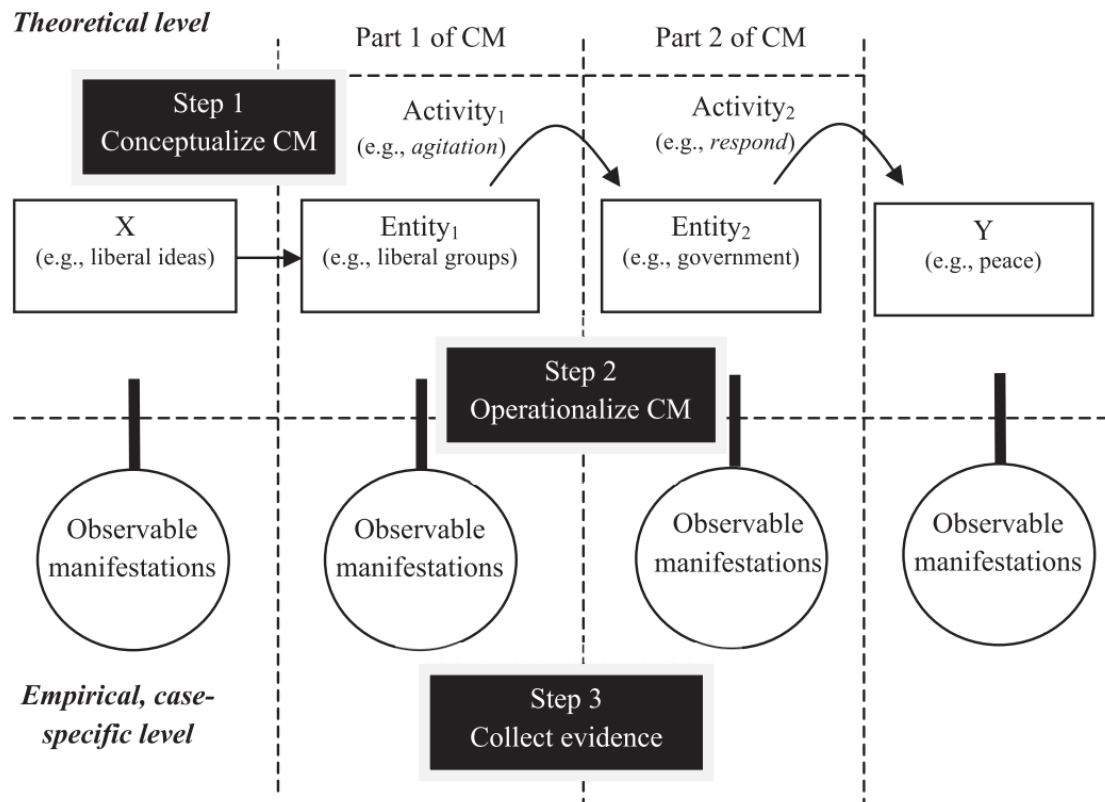 Theoretical level
Part 1 of CM
Part 2 of CM
Step 1
Conceptualize CM
Activity₁
(e.g., agitation)
Activity₂
(e.g., respond)
X
(e.g., liberal ideas)
Entity₁
(e.g., liberal groups)
Entity₂
(e.g., government)
Y
(e.g., peace)
Step 2
Operationalize CM
Observable
manifestations
Observable
manifestations
Observable
manifestations
Observable
manifestations
Empirical, case-
specific level
Step 3
Collect evidence